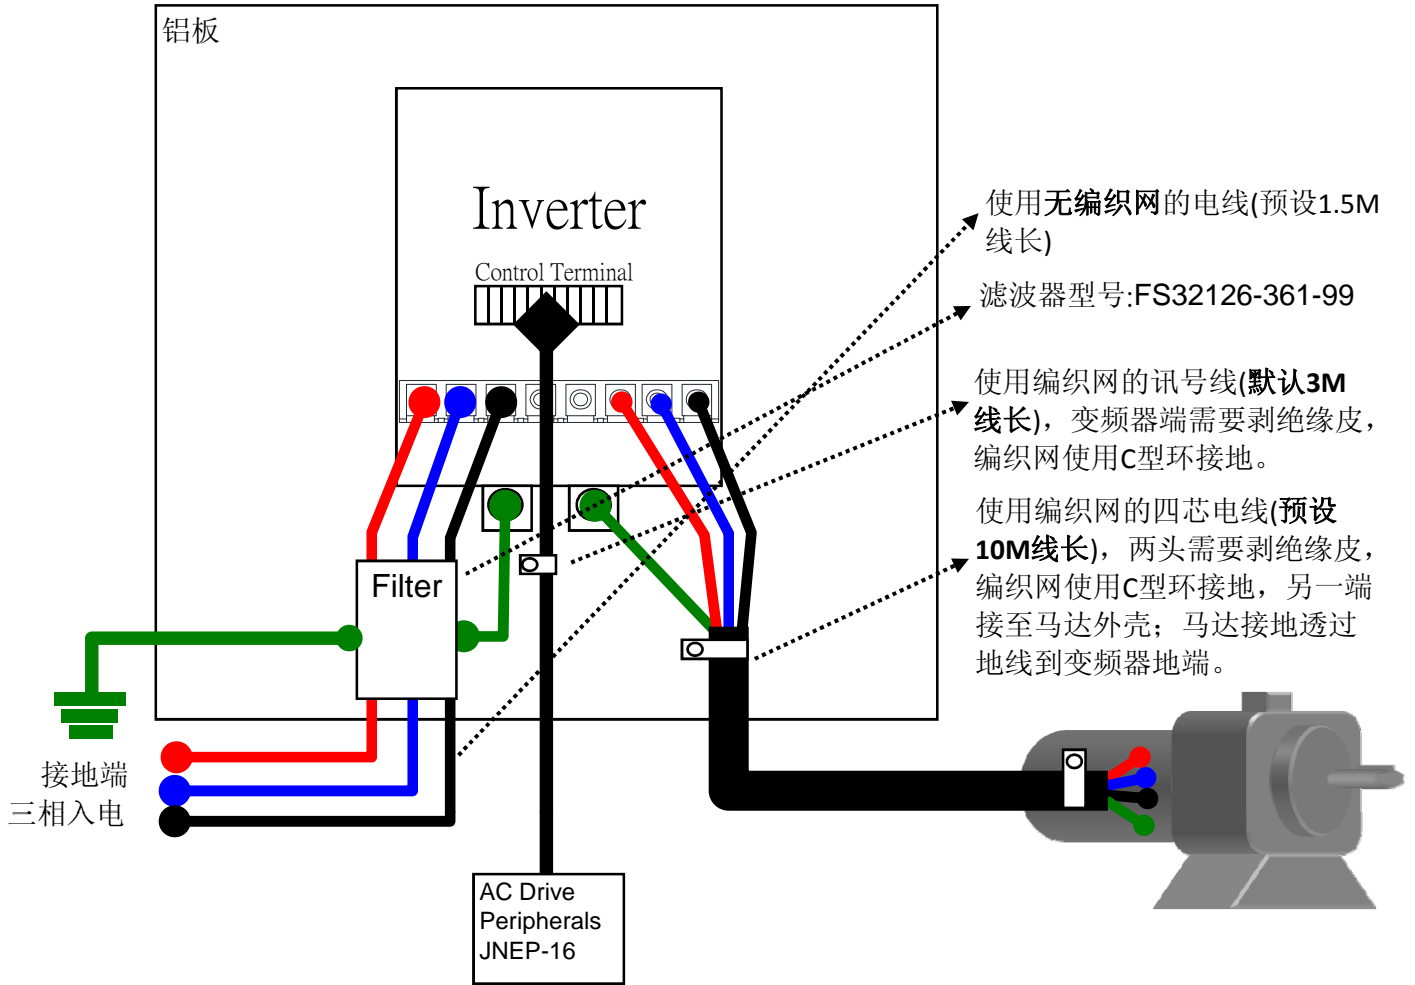 铝板
Inverter
Control Terminal
使用无编织网的电线(预设1.5M
线长)
滤波器型号:FS32126-361-99
使用编织网的讯号线(默认3M
线长)，变频器端需要剥绝缘皮，
编织网使用C型环接地。
使用编织网的四芯电线(预设
10M线长)，两头需要剥绝缘皮，
编织网使用C型环接地，另一端
接至马达外壳；马达接地透过
地线到变频器地端。
Filter
接地端
三相入电
AC Drive
Peripherals
JNEP-16